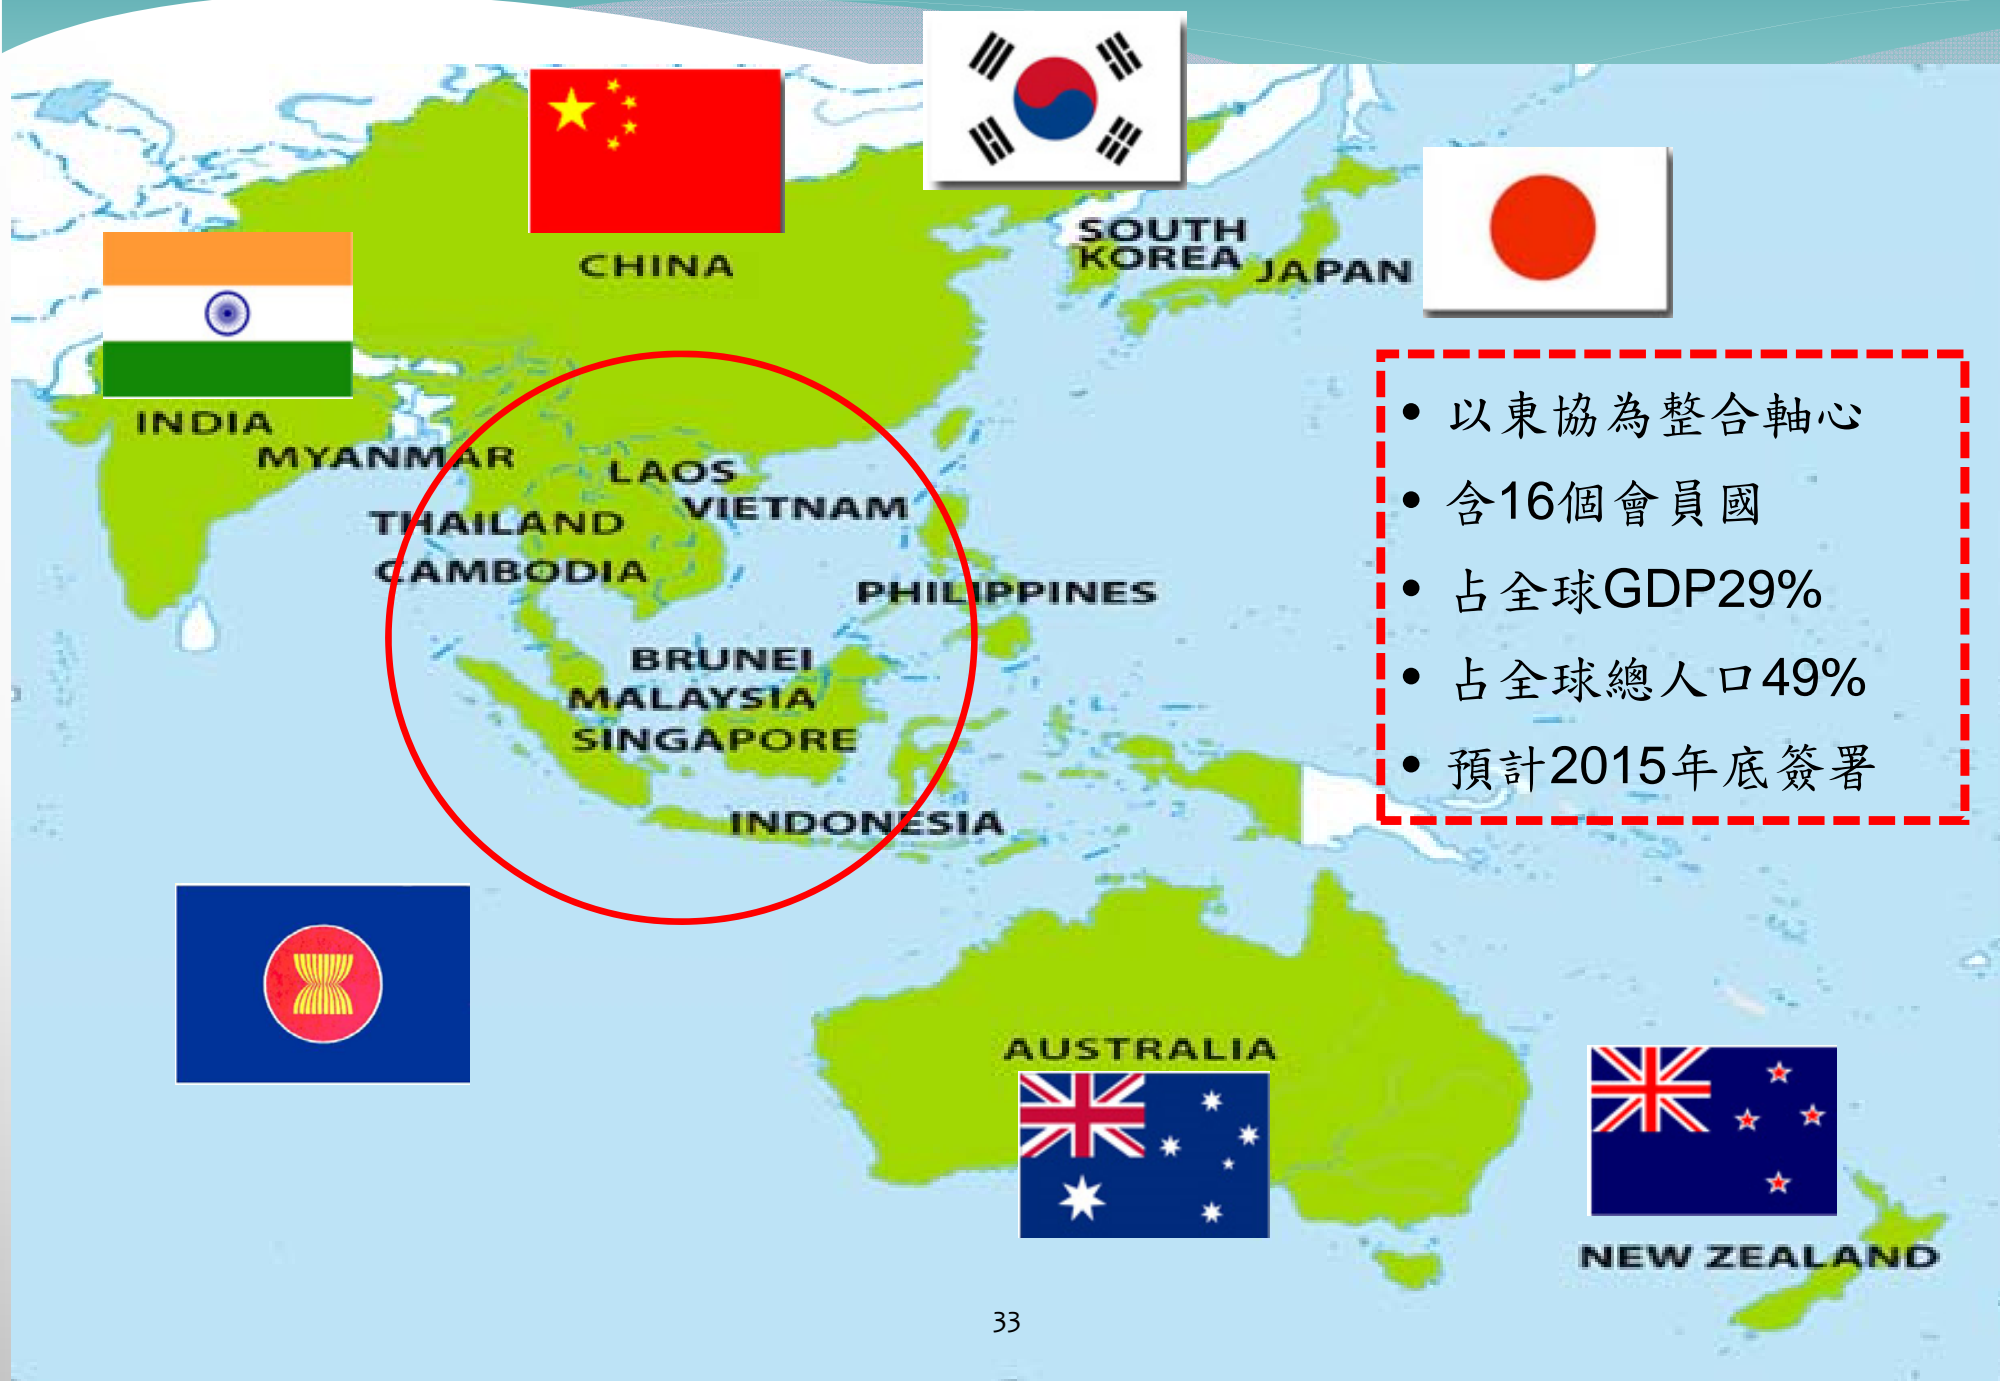 SOUTH
KOREA
JAPAN
CHINA
INDIA
MYANMAR
LAOS
VIETNAM
THAILAND
CAMBODIA
PHILIPPINES
BRUNEI
MALAYSIA
SINGAPORE
INDONESIA
• 以東協為整合軸心
• 含16個會員國
• 占全球GDP29%
• 占全球總人口49%
• 預計2015年底簽署
AUSTRALIA
NEW ZEALAND
33